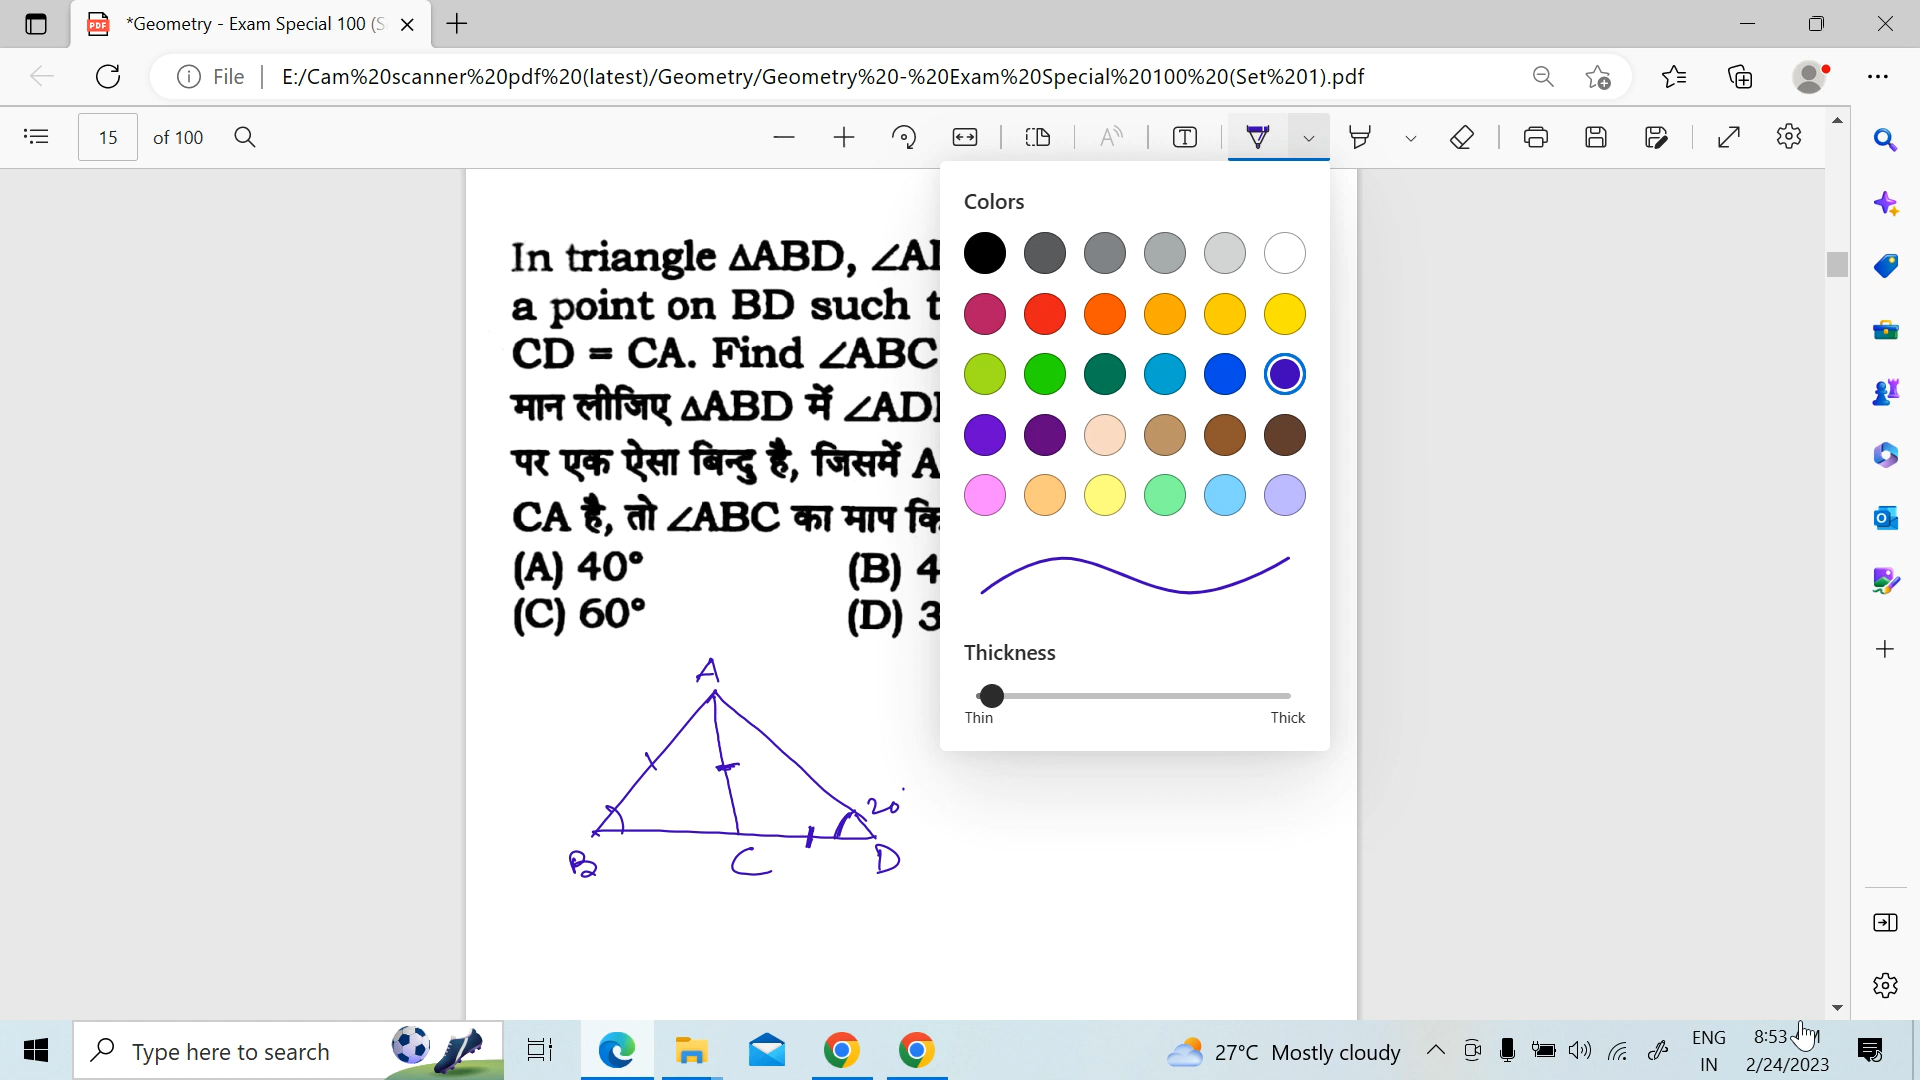 *Geometry - Exam Special 100 (S
File
E:/Cam%20scanner%20pdf%20(latest)/Geometry/Geometry%20-%20Exam%20Special%20100%20(Set%201).pdf
15 of 100
Colors
In triangle ΔABD, ∠AD
a point on BD such t
CD = CA. Find ∠ABC
मान लीजिए ΔABD में ∠AD
पर एक ऐसा बिन्दु है, जिसमें A
CA है, तो ∠ABC का माप
(A) 40° (B) 4
(C) 60° (D) 3
Thickness
Thin Thick
A
20°
B C D
Type here to search
27°C Mostly cloudy
ENG
IN
8:53
2/24/2023